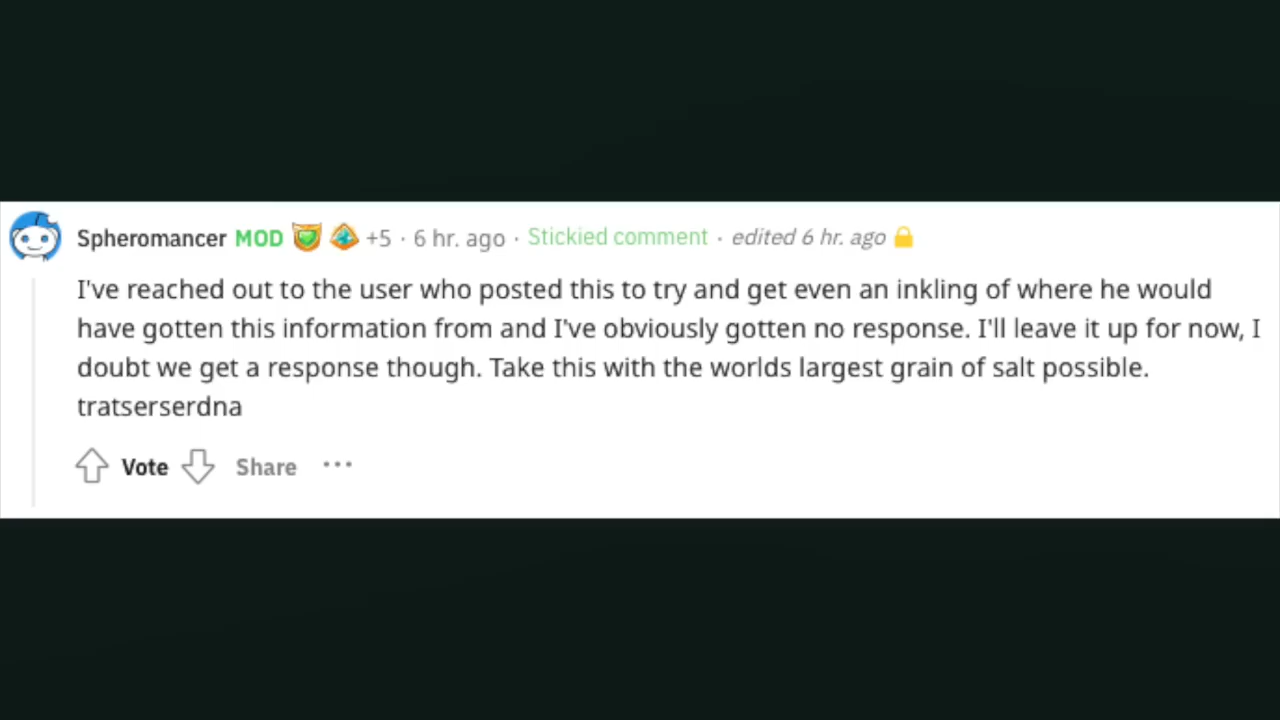 Spheromancer MOD +5 · 6 hr. ago · Stickied comment · edited 6 hr. ago
I've reached out to the user who posted this to try and get even an inkling of where he would
have gotten this information from and I've obviously gotten no response. I'll leave it up for now, I
doubt we get a response though. Take this with the worlds largest grain of salt possible.
tratserserdna
Vote Share ···